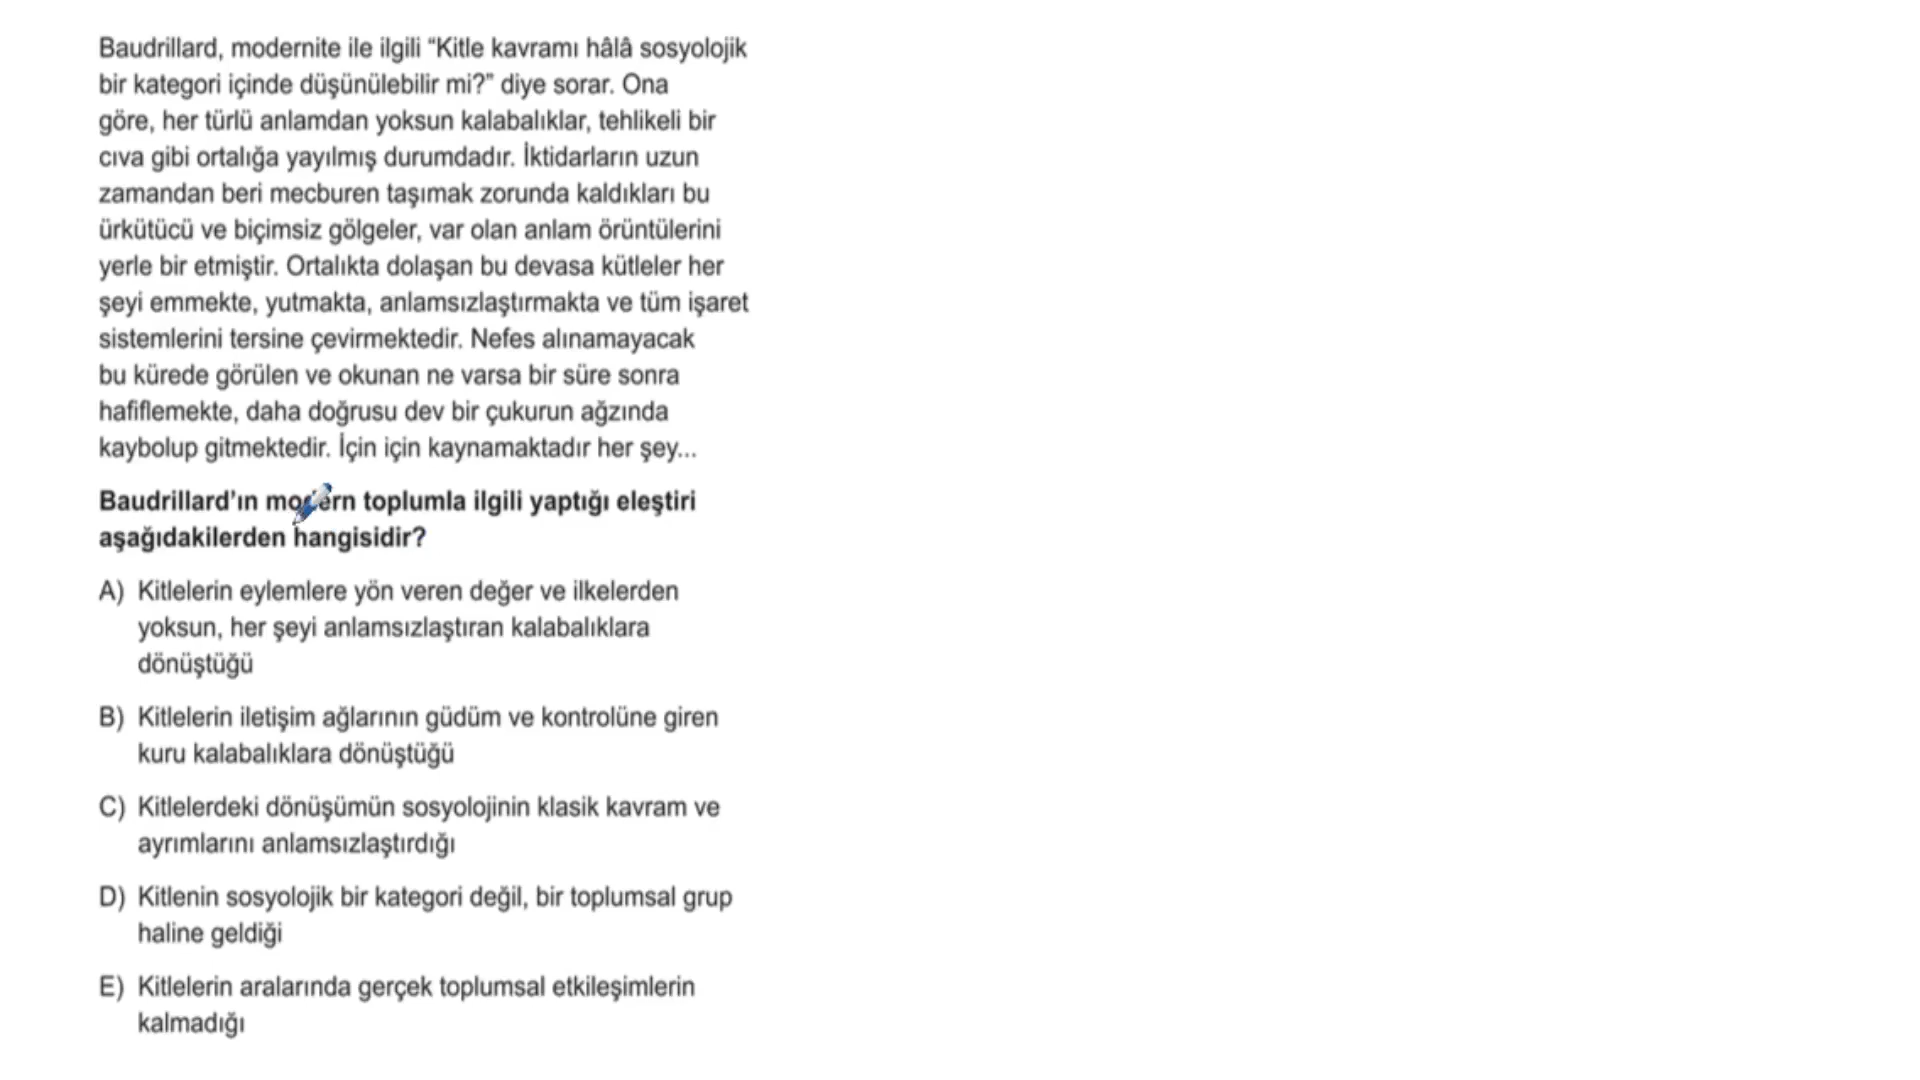 Baudrillard, modernite ile ilgili “Kitle kavramı hâlâ sosyolojik
bir kategori içinde düşünülebilir mi?” diye sorar. Ona
göre, her türlü anlamdan yoksun kalabalıklar, tehlikeli bir
cıva gibi ortalığa yayılmış durumdadır. İktidarların uzun
zamandan beri mecburen taşımak zorunda kaldıkları bu
ürkütücü ve biçimsiz gölgeler, var olan anlam örüntülerini
yerle bir etmiştir. Ortalıkta dolaşan bu devasa kütleler her
şeyi emmekte, yutmakta, anlamsızlaştırmakta ve tüm işaret
sistemlerini tersine çevirmektedir. Nefes alınamayacak
bu kürede görülen ve okunan ne varsa bir süre sonra
hafiflemekte, daha doğrusu dev bir çukurun ağzında
kaybolup gitmektedir. İçin için kaynamaktadır her şey...
Baudrillard’ın modern toplumla ilgili yaptığı eleştiri
aşağıdakilerden hangisidir?
A) Kitlelerin eylemlere yön veren değer ve ilkelerden
yoksun, her şeyi anlamsızlaştıran kalabalıklara
dönüştüğü
B) Kitlelerin iletişim ağlarının güdüm ve kontrolüne giren
kuru kalabalıklara dönüştüğü
C) Kitlelerdeki dönüşümün sosyolojinin klasik kavram ve
ayrımlarını anlamsızlaştırdığı
D) Kitlenin sosyolojik bir kategori değil, bir toplumsal grup
haline geldiği
E) Kitlelerin aralarında gerçek toplumsal etkileşimlerin
kalmadığı